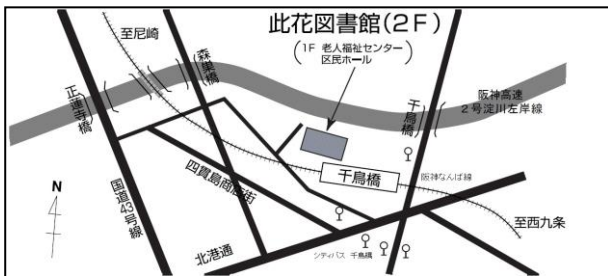 此花図書館(2F)
(1F 老人福祉センター
区民ホール)
至尼崎
森巣橋
正蓮寺橋
千鳥橋
阪神高速
2号淀川左岸線
四貫島商店街
千鳥橋
阪神なんば線
N
国道43号線
至西九条
北港通
シティバス 千鳥橋